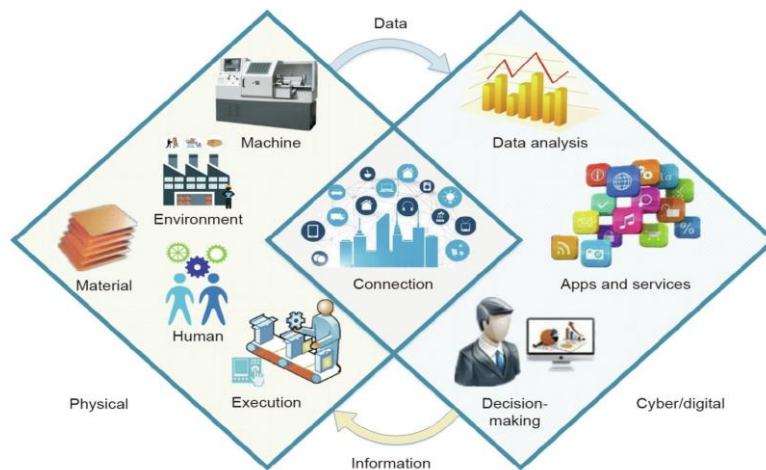 Data
Machine
Data analysis
Environment
Material
Connection
Apps and services
Human
Execution
Decision-
making
Physical
Cyber/digital
Information